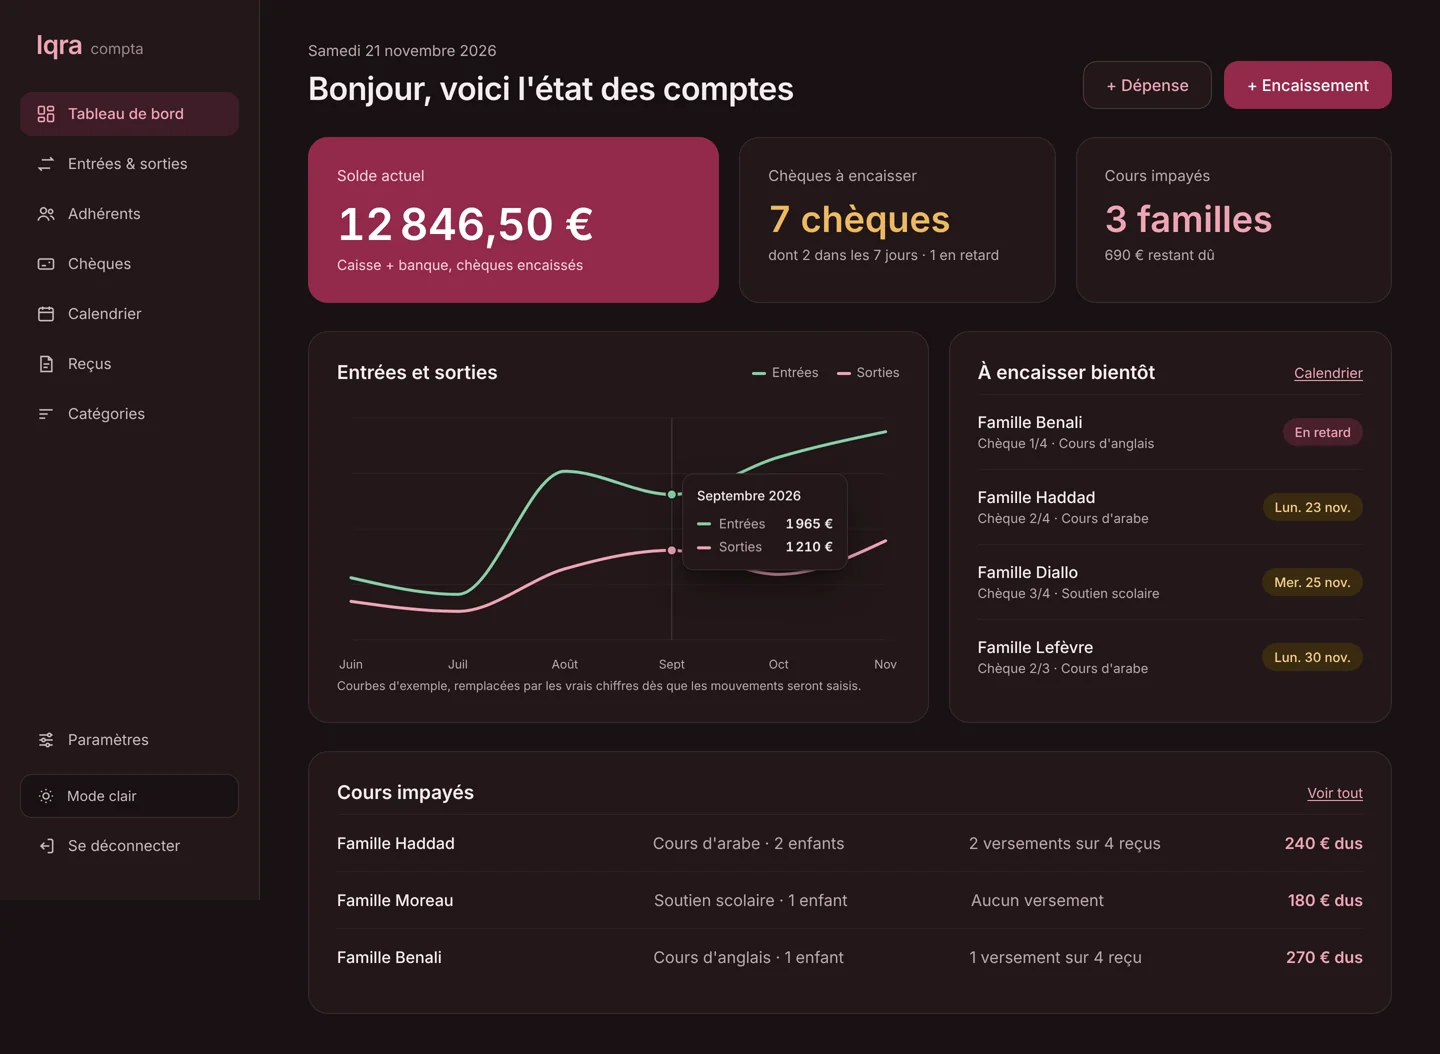 Iqra compta
Tableau de bord
Entrées & sorties
Adhérents
Chèques
Calendrier
Reçus
Catégories
Paramètres
Mode clair
Se déconnecter
Samedi 21 novembre 2026
Bonjour, voici l'état des comptes
+ Dépense
+ Encaissement
Solde actuel
12 846,50 €
Caisse + banque, chèques encaissés
Chèques à encaisser
7 chèques
dont 2 dans les 7 jours · 1 en retard
Cours impayés
3 familles
690 € restant dû
Entrées et sorties
Entrées
Sorties
Septembre 2026
Entrées 1 965 €
Sorties 1 210 €
Juin Juil Août Sept Oct Nov
Courbes d'exemple, remplacées par les vrais chiffres dès que les mouvements seront saisis.
À encaisser bientôt
Calendrier
Famille Benali
Chèque 1/4 · Cours d'anglais
En retard
Famille Haddad
Chèque 2/4 · Cours d'arabe
Lun. 23 nov.
Famille Diallo
Chèque 3/4 · Soutien scolaire
Mer. 25 nov.
Famille Lefèvre
Chèque 2/3 · Cours d'arabe
Lun. 30 nov.
Cours impayés
Voir tout
Famille Haddad Cours d'arabe · 2 enfants 2 versements sur 4 reçus 240 € dus
Famille Moreau Soutien scolaire · 1 enfant Aucun versement 180 € dus
Famille Benali Cours d'anglais · 1 enfant 1 versement sur 4 reçu 270 € dus